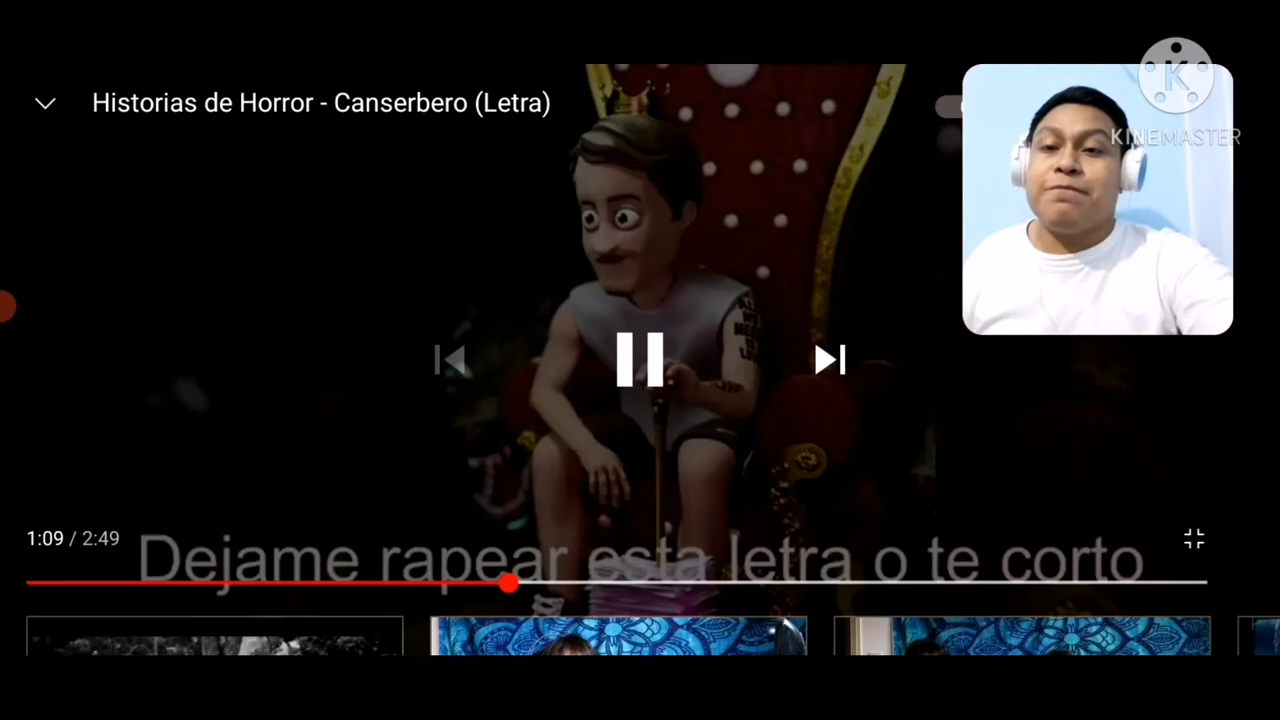 Historias de Horror - Canserbero (Letra)
K
KINEMASTER
1:09 / 2:49
Dejame rapear esta letra o te corto